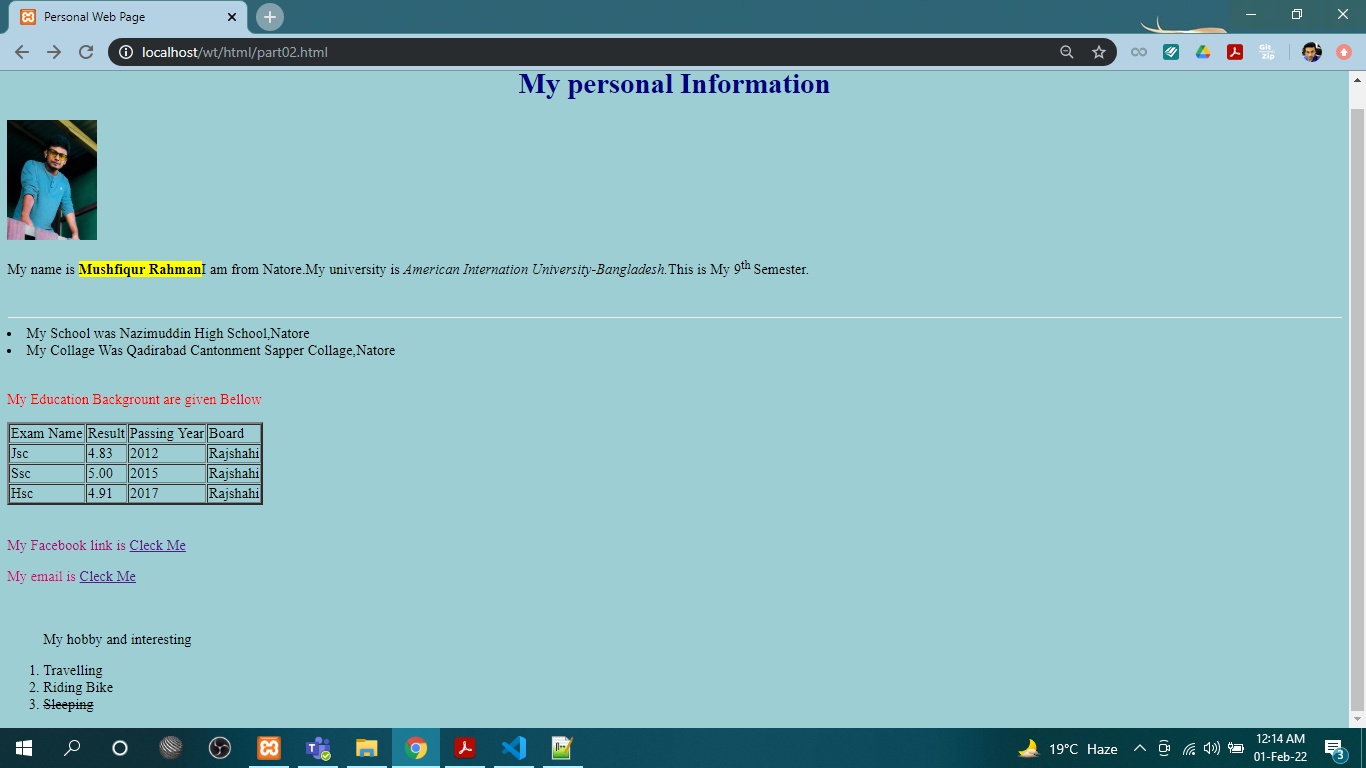 Personal Web Page
localhost/wt/html/part02.html
Git
Zip
My personal Information
My name is Mushfiqur RahmanI am from Natore.My university is American Internation University-Bangladesh.This is My 9th Semester.
My School was Nazimuddin High School,Natore
My Collage Was Qadirabad Cantonment Sapper Collage,Natore
My Education Backgrount are given Bellow
Exam Name Result Passing Year Board
Jsc 4.83 2012 Rajshahi
Ssc 5.00 2015 Rajshahi
Hsc 4.91 2017 Rajshahi
My Facebook link is Cleck Me
My email is Cleck Me
My hobby and interesting
1. Travelling
2. Riding Bike
3. Sleeping
19°C Haze
12:14 AM
01-Feb-22
3